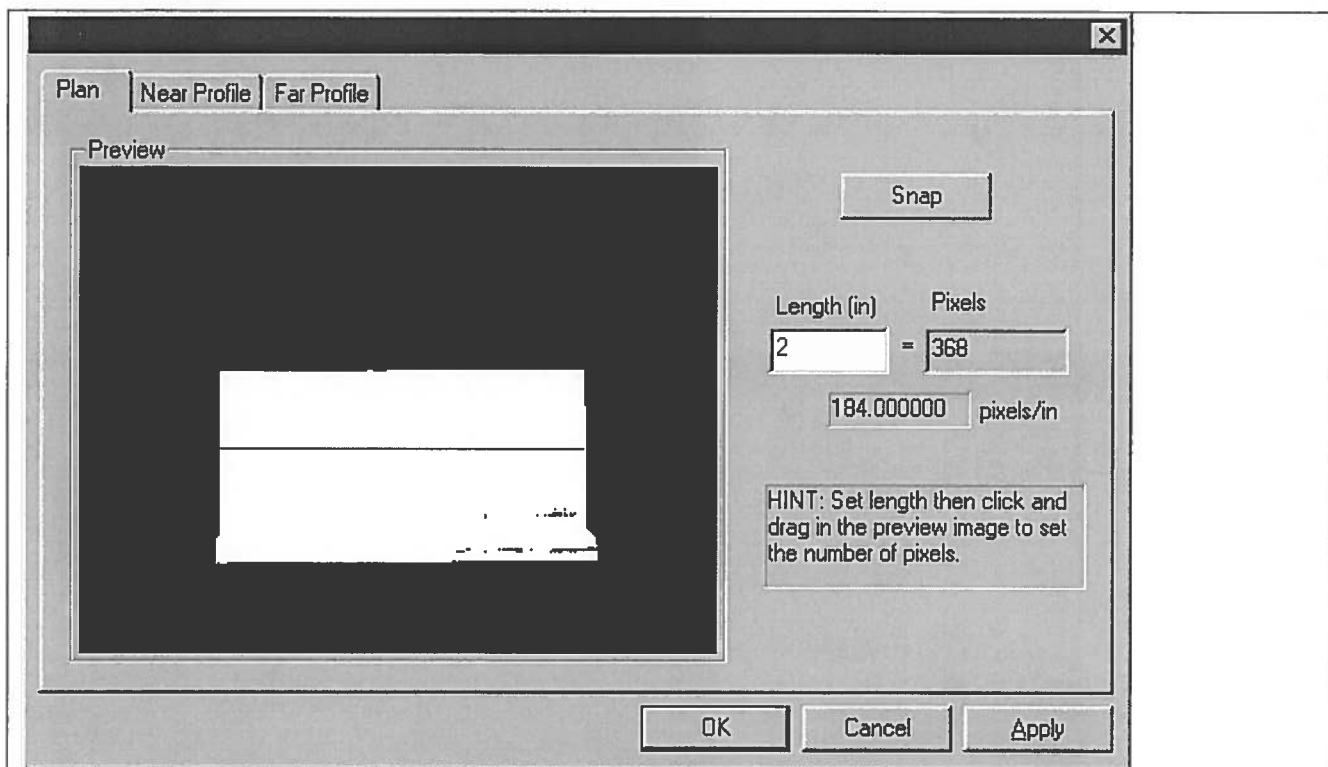 Plan Near Profile Far Profile
Preview
Snap
Length (in) Pixels
2 = 368
184.000000 pixels/in
HINT: Set length then click and
drag in the preview image to set
the number of pixels.
OK Cancel Apply